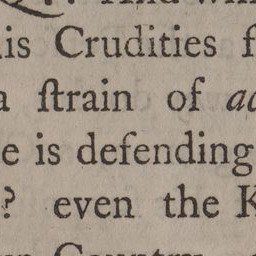 is Crudities f
a ſtrain of
e is defending
? even the K